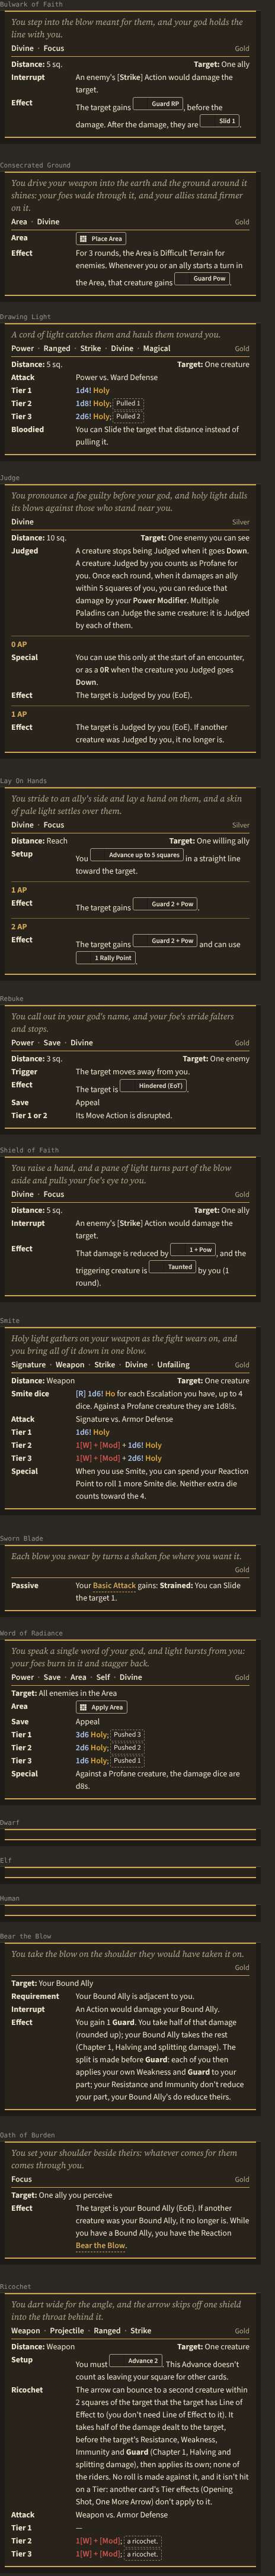 Bulwark of Faith
You step into the blow meant for them, and your god holds the
line with you.
Divine · Focus Gold
Distance: 5 sq. Target: One ally
Interrupt An enemy's [Strike] Action would damage the
target.
Effect The target gains Guard RP, before the
damage. After the damage, they are Slid 1.
Consecrated Ground
You drive your weapon into the earth and the ground around it
shines: your foes wade through it, and your allies stand firmer
on it.
Area · Divine Gold
Area Place Area
Effect For 3 rounds, the Area is Difficult Terrain for
enemies. Whenever you or an ally starts a turn in
the Area, that creature gains Guard Pow.
Drawing Light
A cord of light catches them and hauls them toward you.
Power · Ranged · Strike · Divine · Magical Gold
Distance: 5 sq. Target: One creature
Attack Power vs. Ward Defense
Tier 1 1d4! Holy
Tier 2 1d8! Holy; Pulled 1
Tier 3 2d6! Holy; Pulled 2
Bloodied You can Slide the target that distance instead of
pulling it.
Judge
You pronounce a foe guilty before your god, and holy light dulls
its blows against those who stand near you.
Divine Silver
Distance: 10 sq. Target: One enemy you can see
Judged A creature stops being Judged when it goes Down.
A creature Judged by you counts as Profane for
you. Once each round, when it damages an ally
within 5 squares of you, you can reduce that
damage by your Power Modifier. Multiple
Paladins can Judge the same creature: it is Judged
by each of them.
0 AP
Special You can use this only at the start of an encounter,
or as a 0R when the creature you Judged goes
Down.
Effect The target is Judged by you (EoE).
1 AP
Effect The target is Judged by you (EoE). If another
creature was Judged by you, it no longer is.
Lay On Hands
You stride to an ally's side and lay a hand on them, and a skin
of pale light settles over them.
Divine · Focus Silver
Distance: Reach Target: One willing ally
Setup You Advance up to 5 squares in a straight line
toward the target.
1 AP
Effect The target gains Guard 2 + Pow.
2 AP
Effect The target gains Guard 2 + Pow and can use
1 Rally Point.
Rebuke
You call out in your god's name, and your foe's stride falters
and stops.
Power · Save · Divine Gold
Distance: 3 sq. Target: One enemy
Trigger The target moves away from you.
Effect The target is Hindered (EoT).
Save Appeal
Tier 1 or 2 Its Move Action is disrupted.
Shield of Faith
You raise a hand, and a pane of light turns part of the blow
aside and pulls your foe's eye to you.
Divine · Focus Gold
Distance: 5 sq. Target: One ally
Interrupt An enemy's [Strike] Action would damage the
target.
Effect That damage is reduced by 1 + Pow, and the
triggering creature is Taunted by you (1
round).
Smite
Holy light gathers on your weapon as the fight wears on, and
you bring all of it down in one blow.
Signature · Weapon · Strike · Divine · Unfailing Gold
Distance: Weapon Target: One creature
Smite dice [R] 1d6! Ho for each Escalation you have, up to 4
dice. Against a Profane creature they are 1d8!s.
Attack Signature vs. Armor Defense
Tier 1 1d6! Holy
Tier 2 1[W] + [Mod] + 1d6! Holy
Tier 3 1[W] + [Mod] + 2d6! Holy
Special When you use Smite, you can spend your Reaction
Point to roll 1 more Smite die. Neither extra die
counts toward the 4.
Sworn Blade
Each blow you swear by turns a shaken foe where you want it.
Gold
Passive Your Basic Attack gains: Strained: You can Slide
the target 1.
Word of Radiance
You speak a single word of your god, and light bursts from you:
your foes burn in it and stagger back.
Power · Save · Area · Self · Divine Gold
Target: All enemies in the Area
Area Apply Area
Save Appeal
Tier 1 3d6 Holy; Pushed 3
Tier 2 2d6 Holy; Pushed 2
Tier 3 1d6 Holy; Pushed 1
Special Against a Profane creature, the damage dice are
d8s.
Dwarf
Elf
Human
Bear the Blow
You take the blow on the shoulder they would have taken it on.
Gold
Target: Your Bound Ally
Requirement Your Bound Ally is adjacent to you.
Interrupt An Action would damage your Bound Ally.
Effect You gain 1 Guard. You take half of that damage
(rounded up); your Bound Ally takes the rest
(Chapter 1, Halving and splitting damage). The
split is made before Guard: each of you then
applies your own Weakness and Guard to your
part; your Resistance and Immunity don't reduce
your part, your Bound Ally's do reduce theirs.
Oath of Burden
You set your shoulder beside theirs: whatever comes for them
comes through you.
Focus Gold
Target: One ally you perceive
Effect The target is your Bound Ally (EoE). If another
creature was your Bound Ally, it no longer is. While
you have a Bound Ally, you have the Reaction
Bear the Blow.
Ricochet
You dart wide for the angle, and the arrow skips off one shield
into the throat behind it.
Weapon · Projectile · Ranged · Strike Gold
Distance: Weapon Target: One creature
Setup You must Advance 2. This Advance doesn't
count as leaving your square for other cards.
Ricochet The arrow can bounce to a second creature within
2 squares of the target that the target has Line of
Effect to (you don't need Line of Effect to it). It
takes half of the damage dealt to the target,
before the target's Resistance, Weakness,
Immunity and Guard (Chapter 1, Halving and
splitting damage), then applies its own; none of
the riders. No roll is made against it, and it isn't hit
on a Tier: another card's Tier effects (Opening
Shot, One More Arrow) don't apply to it.
Attack Weapon vs. Armor Defense
Tier 1 —
Tier 2 1[W] + [Mod]; a ricochet.
Tier 3 1[W] + [Mod]; a ricochet.